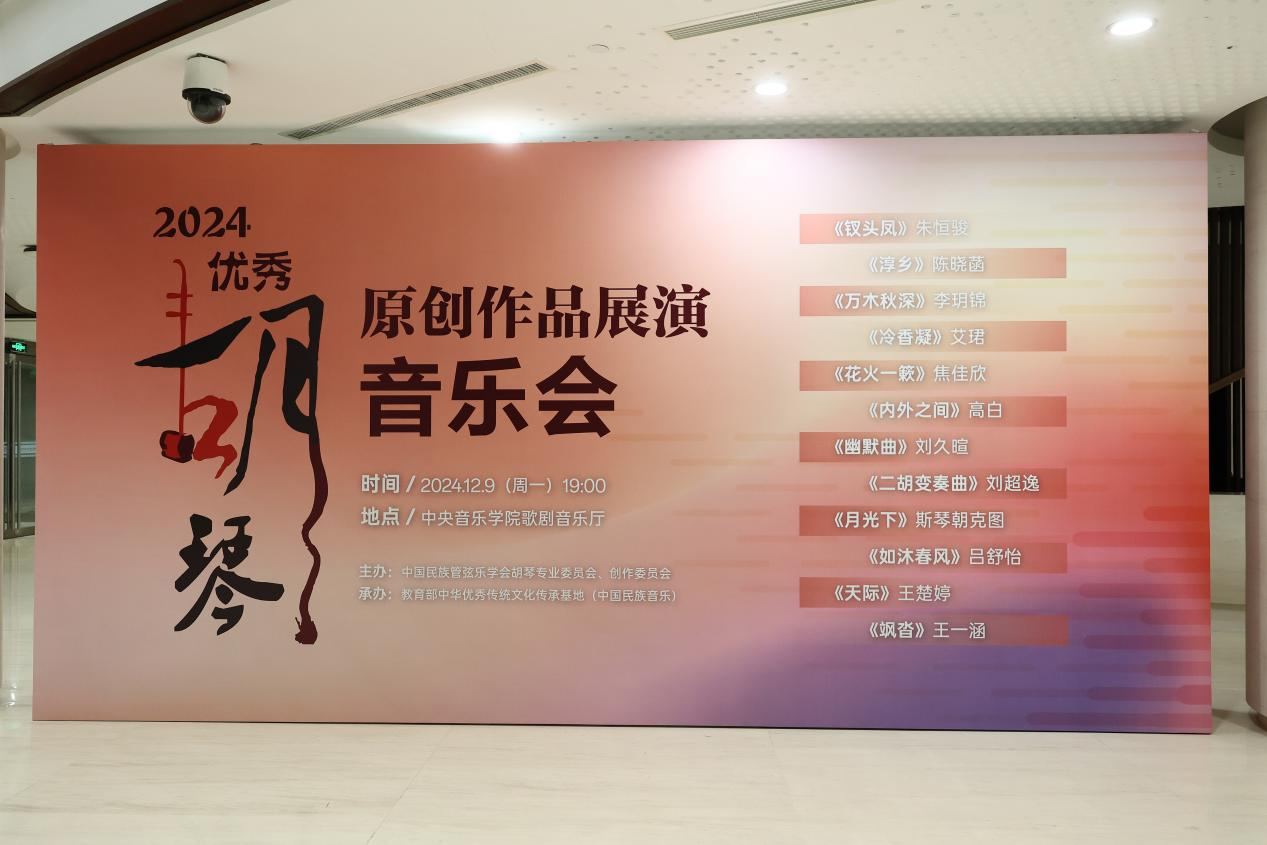 2024
优秀
胡琴
原创作品展演
音乐会
时间 / 2024.12.9（周一）19:00
地点 / 中央音乐学院歌剧音乐厅
主办：中国民族管弦乐学会胡琴专业委员会、创作委员会
承办：教育部中华优秀传统文化传承基地（中国民族音乐）
《钗头凤》朱恒骏
《淳乡》陈晓菡
《万木秋深》李玥锦
《冷香凝》艾珺
《花火一簌》焦佳欣
《内外之间》高白
《幽默曲》刘久暄
《二胡变奏曲》刘超逸
《月光下》斯琴朝克图
《如沐春风》吕舒怡
《天际》王楚婷
《飒沓》王一涵